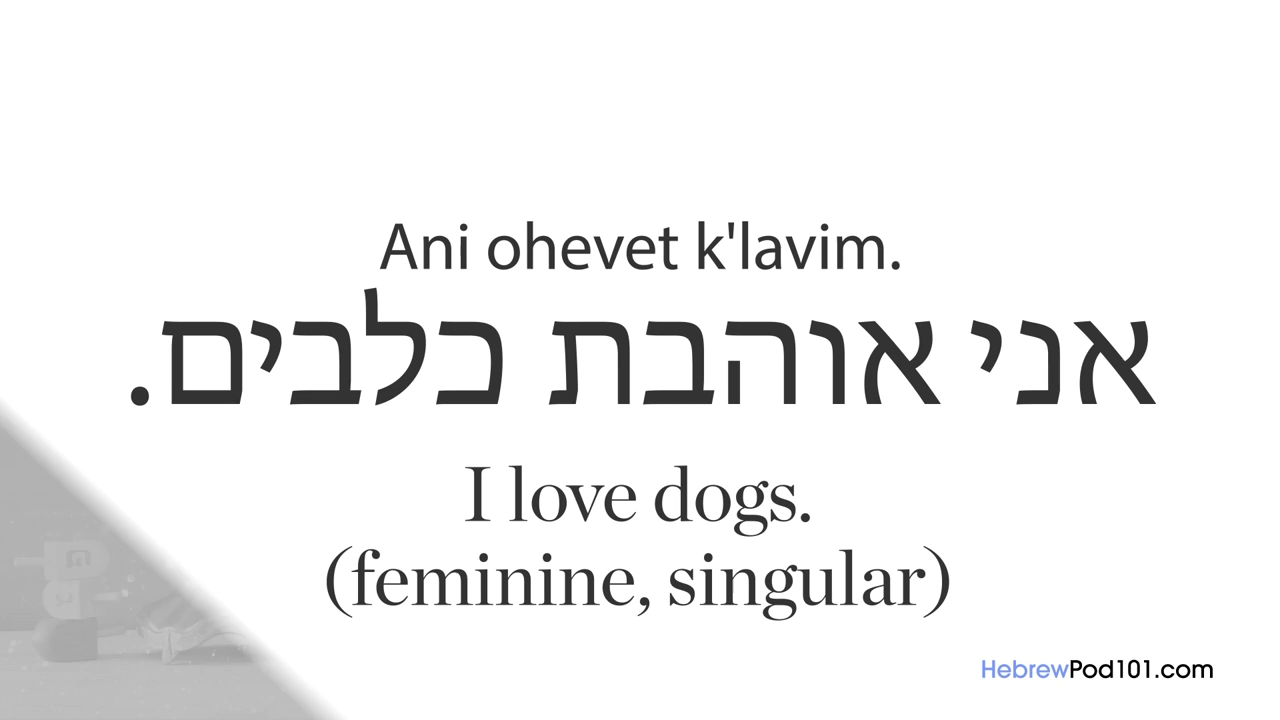 Ani ohevet k'lavim.
אני אוהבת כלבים.
I love dogs.
(feminine, singular)
HebrewPod101.com